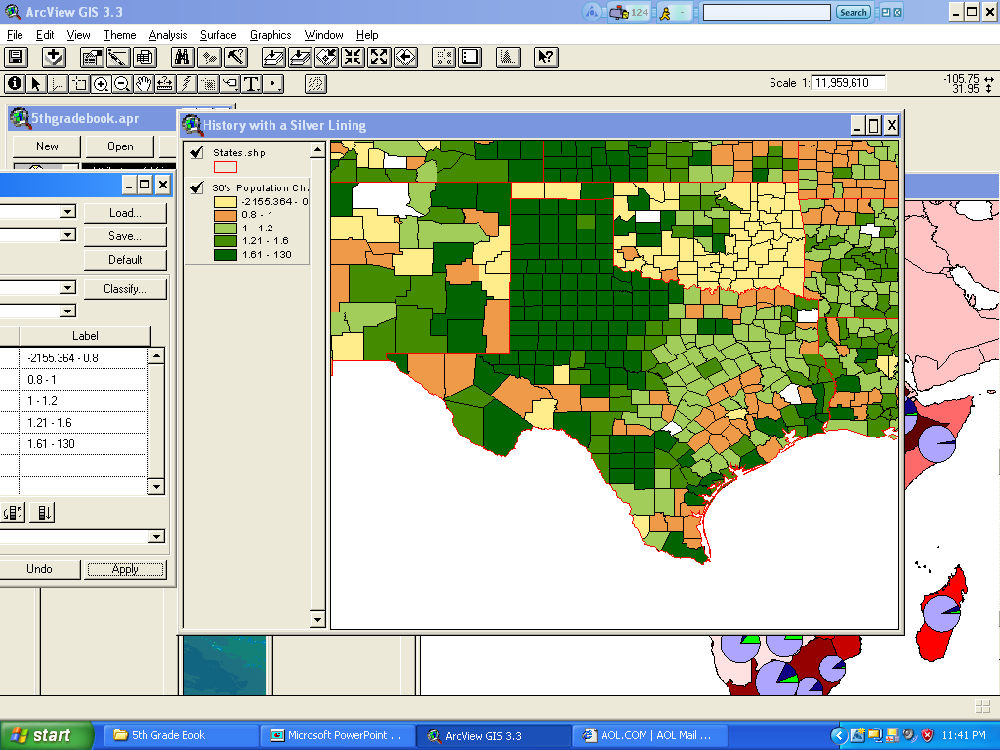 ArcView GIS 3.3
124
-
Search
File Edit View Theme Analysis Surface Graphics Window Help
Scale 1: 11,959,610
-105.75
31.95
5thgradebook.apr
New Open
History with a Silver Lining
States.shp
30's Population Ch.
-2155.364 - 0
0.8 - 1
1 - 1.2
1.21 - 1.6
1.61 - 130
Load...
Save...
Default
Classify...
Label
-2155.364 - 0.8
0.8 - 1
1 - 1.2
1.21 - 1.6
1.61 - 130
Undo Apply
start
5th Grade Book
Microsoft PowerPoint ...
ArcView GIS 3.3
AOL.COM | AOL Mail ...
11:41 PM